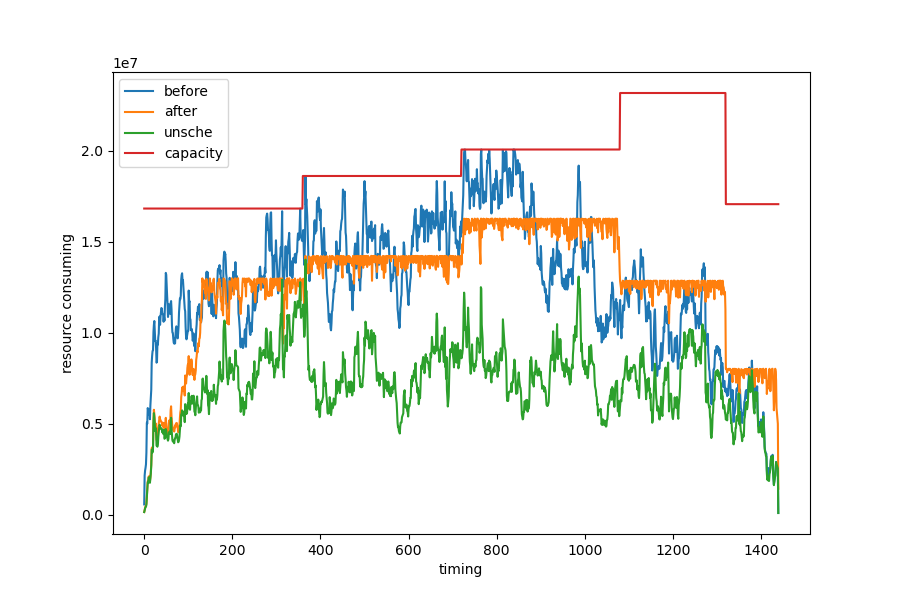 1e7
before
after
unsche
capacity
2.0
1.5
1.0
0.5
0.0
resource consuming
0 200 400 600 800 1000 1200 1400
timing